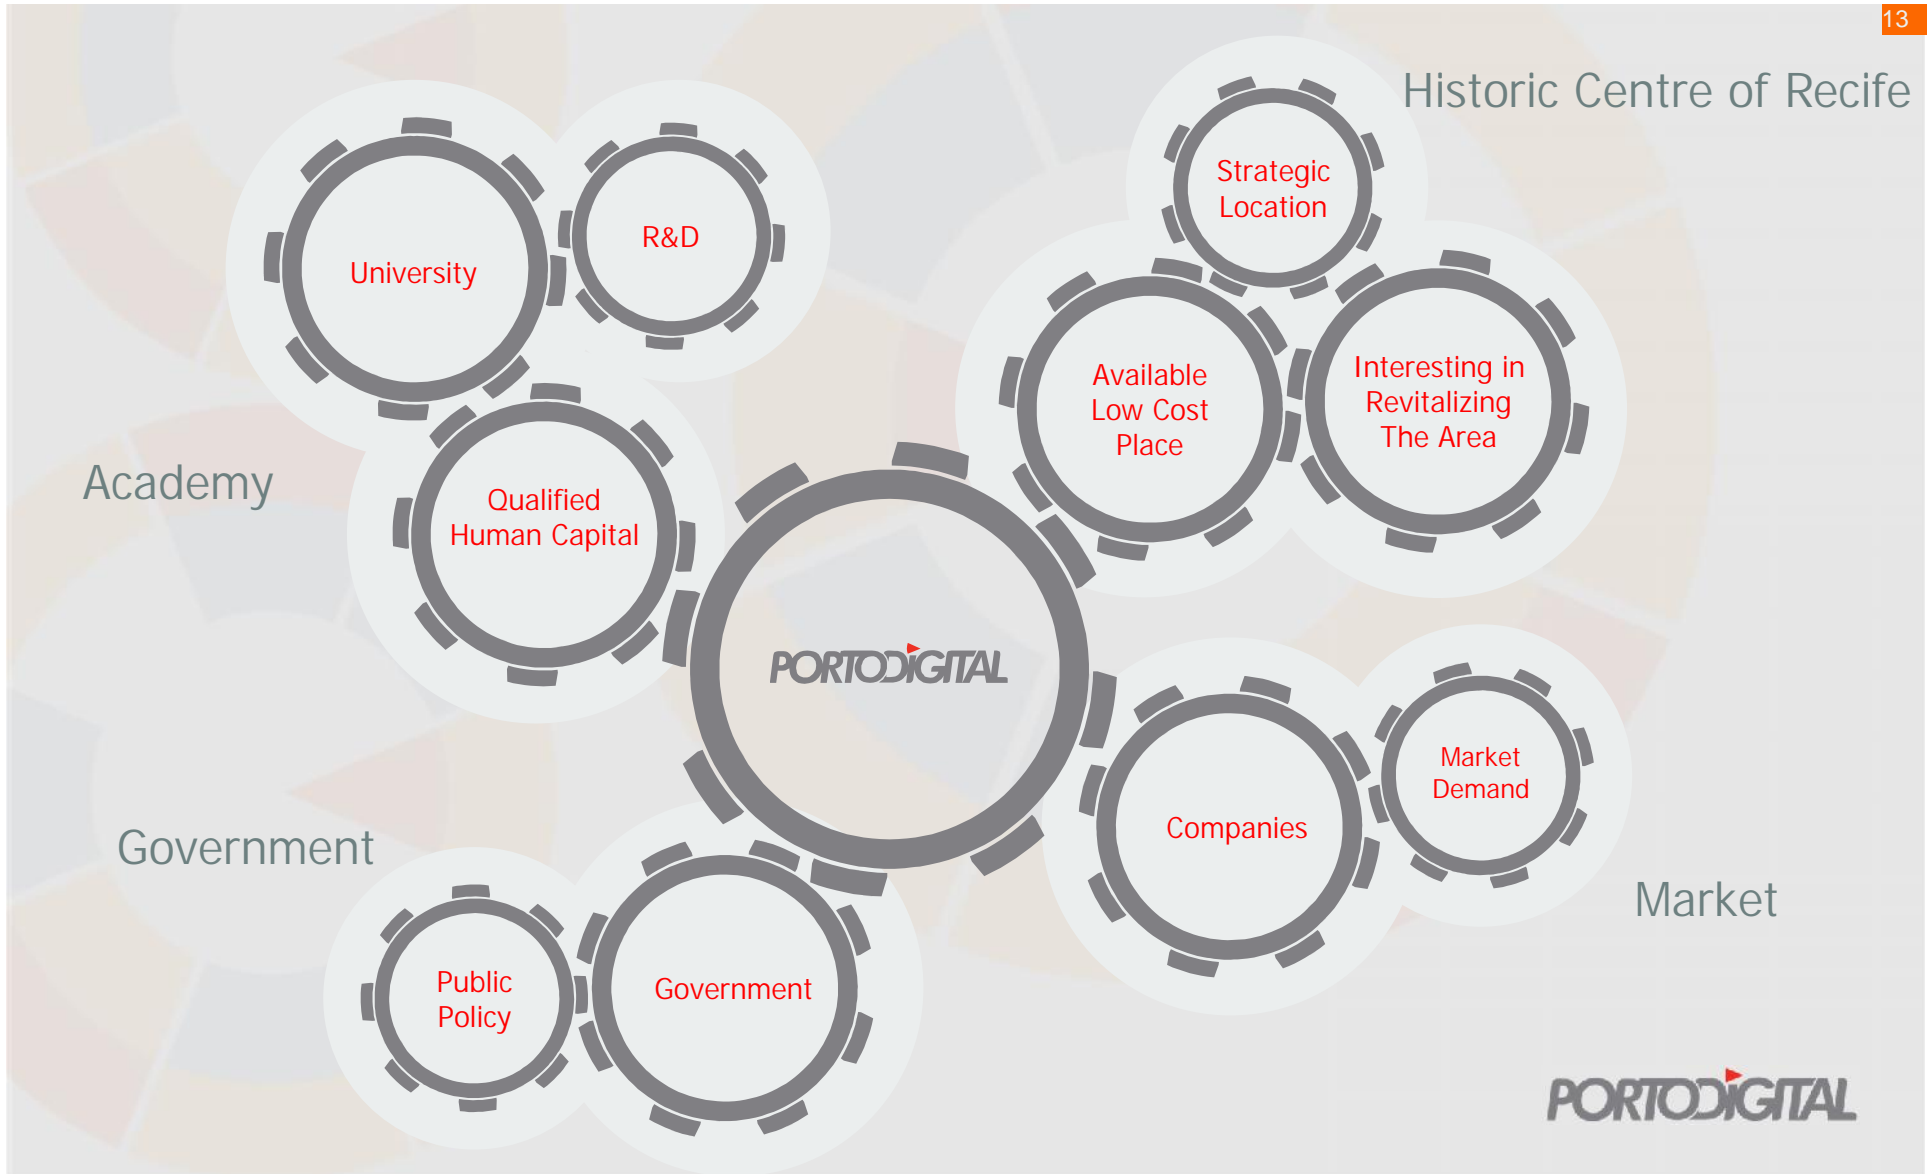 13
Historic Centre of Recife
Strategic
Location
University
R&D
Available
Low Cost
Place
Interesting in
Revitalizing
The Area
Academy
Qualified
Human Capital
PORTODIGITAL
Market
Demand
Companies
Government
Market
Public
Policy
Government
PORTODIGITAL